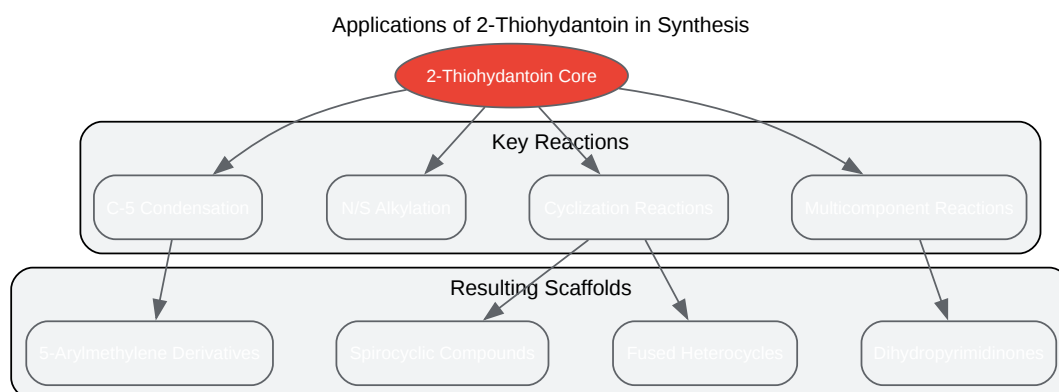 Applications of 2-Thiohydantoin in Synthesis
2-Thiohydantoin Core
Key Reactions
C-5 Condensation
N/S Alkylation
Cyclization Reactions
Multicomponent Reactions
Resulting Scaffolds
5-Arylmethylene Derivatives
Spirocyclic Compounds
Fused Heterocycles
Dihydropyrimidinones